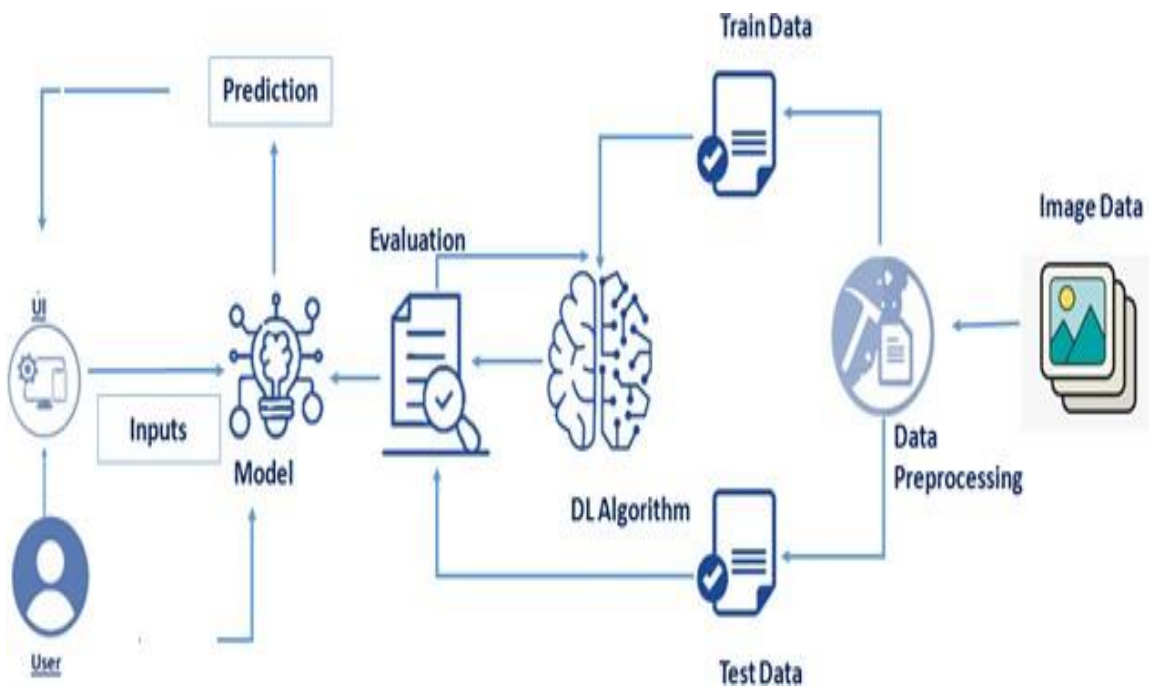 Train Data
Prediction
Image Data
Evaluation
UI
Inputs
Data
Preprocessing
Model
DL Algorithm
User
Test Data